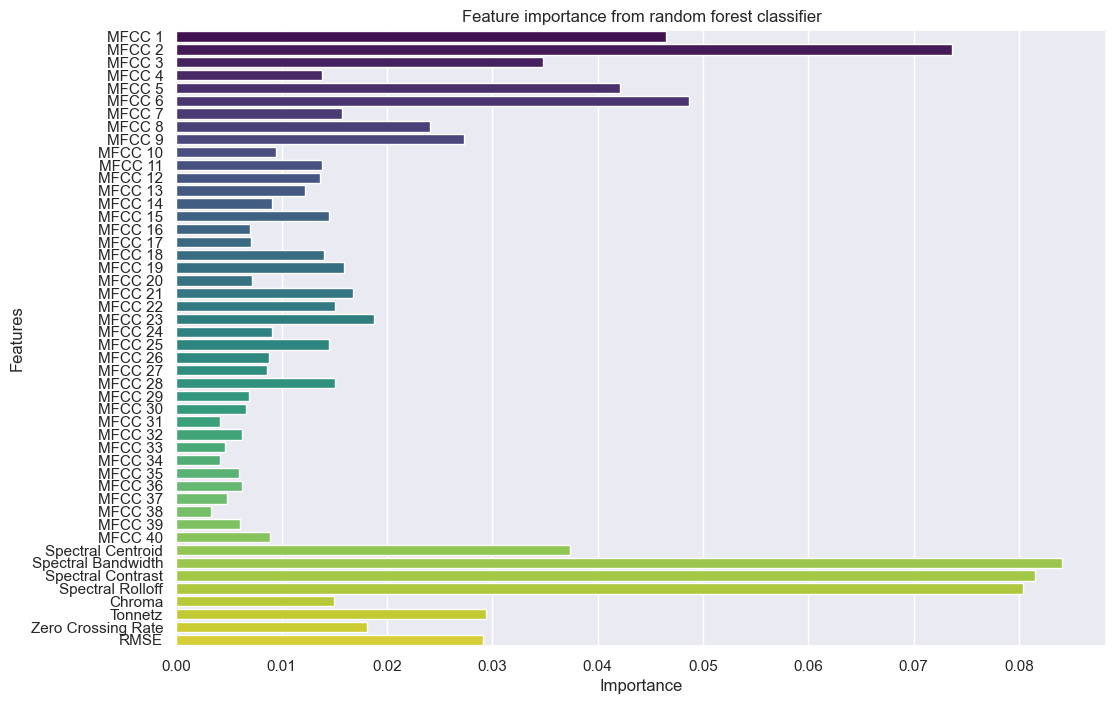 Feature importance from random forest classifier
MFCC 1
MFCC 2
MFCC 3
MFCC 4
MFCC 5
MFCC 6
MFCC 7
MFCC 8
MFCC 9
MFCC 10
MFCC 11
MFCC 12
MFCC 13
MFCC 14
MFCC 15
MFCC 16
MFCC 17
MFCC 18
MFCC 19
MFCC 20
MFCC 21
MFCC 22
MFCC 23
MFCC 24
MFCC 25
MFCC 26
MFCC 27
MFCC 28
MFCC 29
MFCC 30
MFCC 31
MFCC 32
MFCC 33
MFCC 34
MFCC 35
MFCC 36
MFCC 37
MFCC 38
MFCC 39
MFCC 40
Spectral Centroid
Spectral Bandwidth
Spectral Contrast
Spectral Rolloff
Chroma
Tonnetz
Zero Crossing Rate
RMSE
Features
0.00 0.01 0.02 0.03 0.04 0.05 0.06 0.07 0.08
Importance